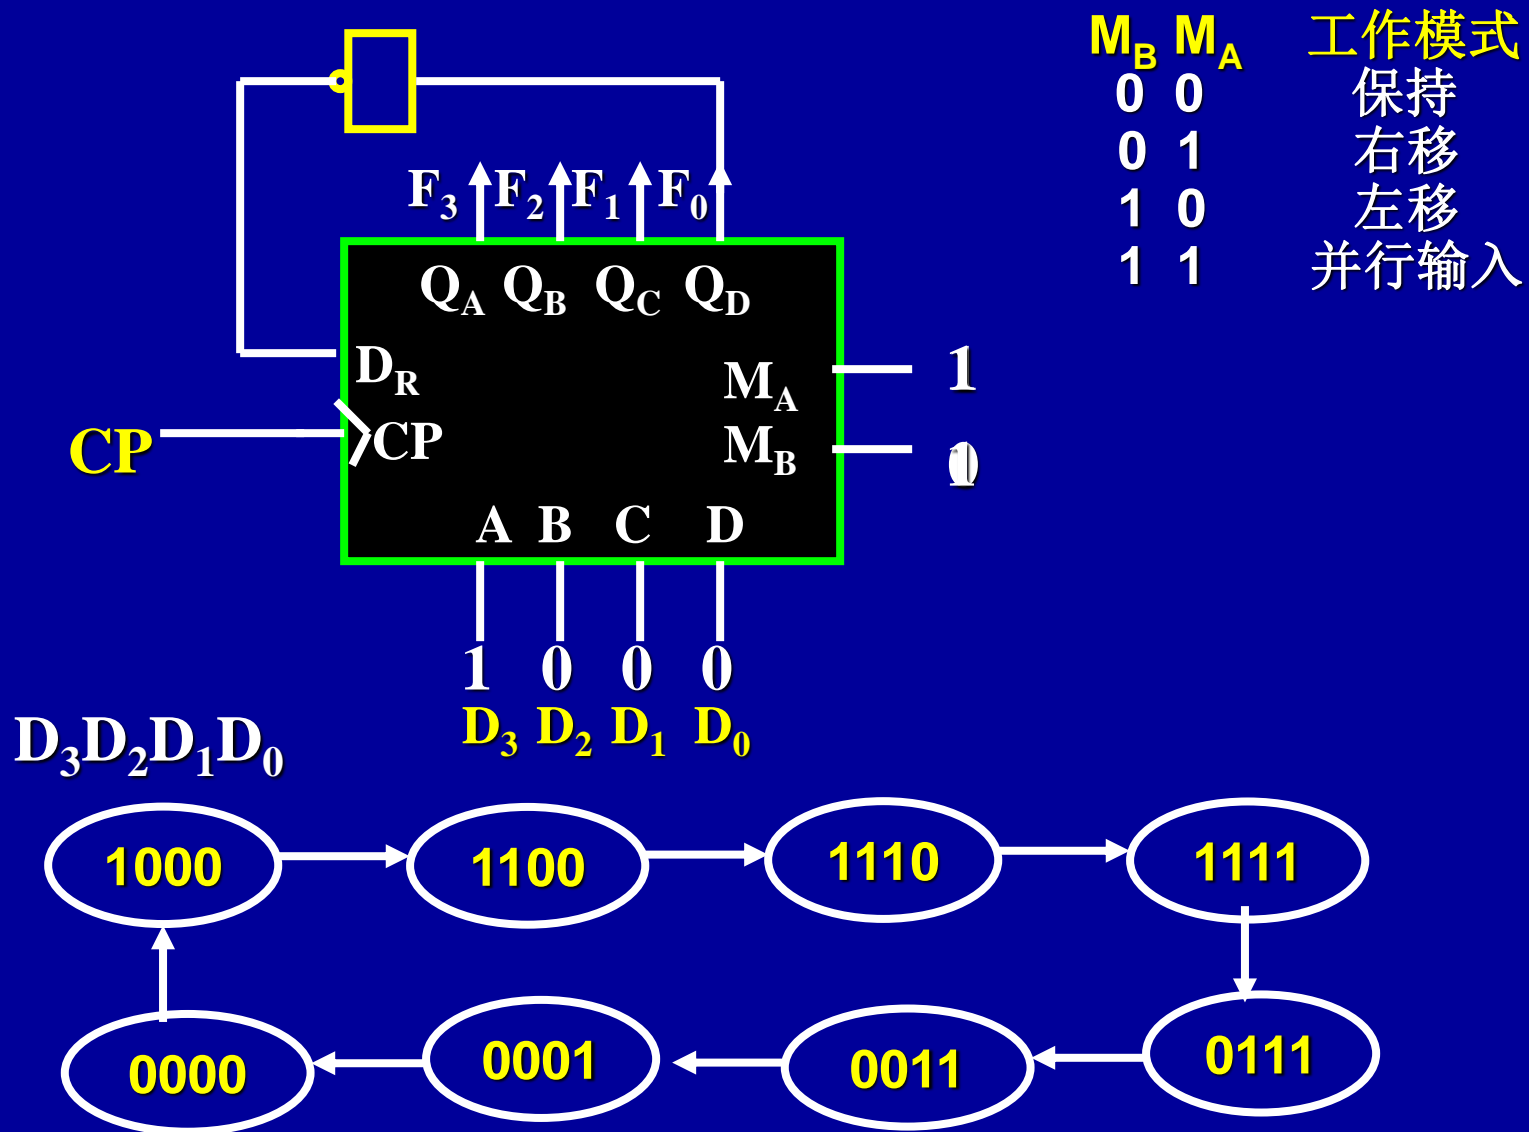 M_B M_A 工作模式
0 0 保持
0 1 右移
1 0 左移
1 1 并行输入
F_3 F_2 F_1 F_0
Q_A Q_B Q_C Q_D
D_R
M_A 1
CP CP
M_B
A B C D
1 0 0 0
D_3 D_2 D_1 D_0
D_3D_2D_1D_0
1000 1100 1110 1111
0000 0001 0011 0111